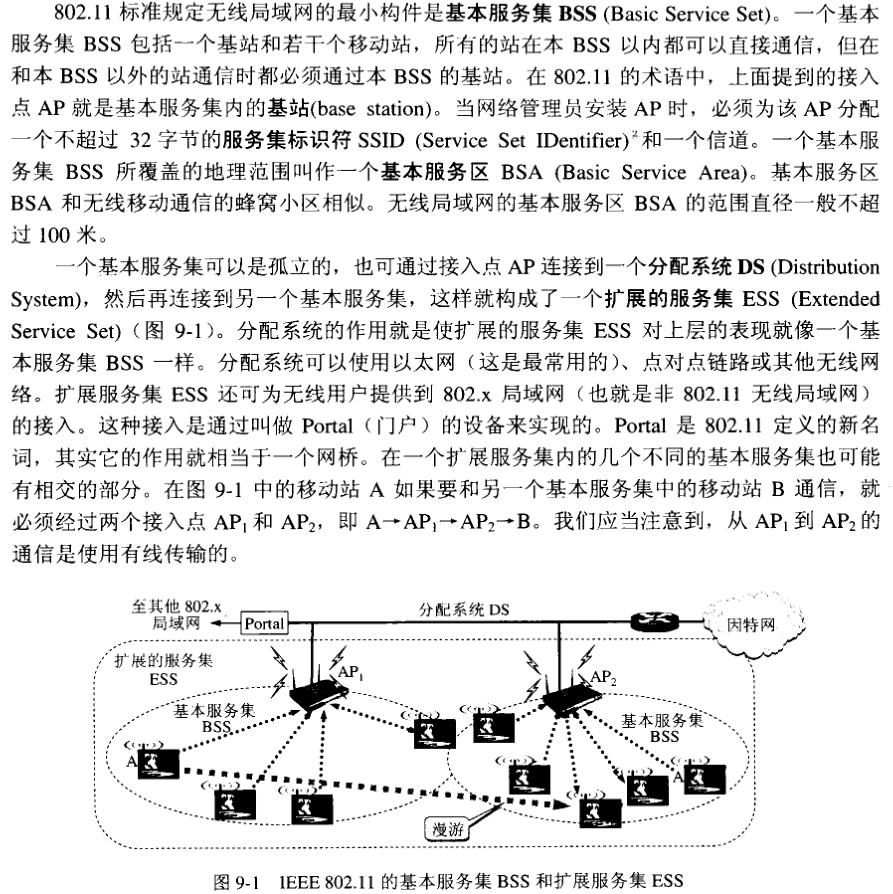 802.11 标准规定无线局域网的最小构件是基本服务集 BSS (Basic Service Set)。一个基本
服务集 BSS 包括一个基站和若干个移动站，所有的站在本 BSS 以内都可以直接通信，但在
和本 BSS 以外的站通信时都必须通过本 BSS 的基站。在 802.11 的术语中，上面提到的接入
点 AP 就是基本服务集内的基站(base station)。当网络管理员安装 AP 时，必须为该 AP 分配
一个不超过 32 字节的服务集标识符 SSID (Service Set IDentifier)²和一个信道。一个基本服
务集 BSS 所覆盖的地理范围叫作一个基本服务区 BSA (Basic Service Area)。基本服务区
BSA 和无线移动通信的蜂窝小区相似。无线局域网的基本服务区 BSA 的范围直径一般不超
过 100 米。
一个基本服务集可以是孤立的，也可通过接入点 AP 连接到一个分配系统 DS (Distribution
System)，然后再连接到另一个基本服务集，这样就构成了一个扩展的服务集 ESS (Extended
Service Set)（图 9-1）。分配系统的作用就是使扩展的服务集 ESS 对上层的表现就像一个基
本服务集 BSS 一样。分配系统可以使用以太网（这是最常用的）、点对点链路或其他无线网
络。扩展服务集 ESS 还可为无线用户提供到 802.x 局域网（也就是非 802.11 无线局域网）
的接入。这种接入是通过叫做 Portal（门户）的设备来实现的。Portal 是 802.11 定义的新名
词，其实它的作用就相当于一个网桥。在一个扩展服务集内的几个不同的基本服务集也可能
有相交的部分。在图 9-1 中的移动站 A 如果要和另一个基本服务集中的移动站 B 通信，就
必须经过两个接入点 AP₁ 和 AP₂，即 A→AP₁→AP₂→B。我们应当注意到，从 AP₁ 到 AP₂ 的
通信是使用有线传输的。
至其他 802.x
局域网
Portal
分配系统 DS
因特网
扩展的服务集
ESS
AP₁
AP₂
基本服务集
BSS
基本服务集
BSS
A
A
漫游
图 9-1 IEEE 802.11 的基本服务集 BSS 和扩展服务集 ESS